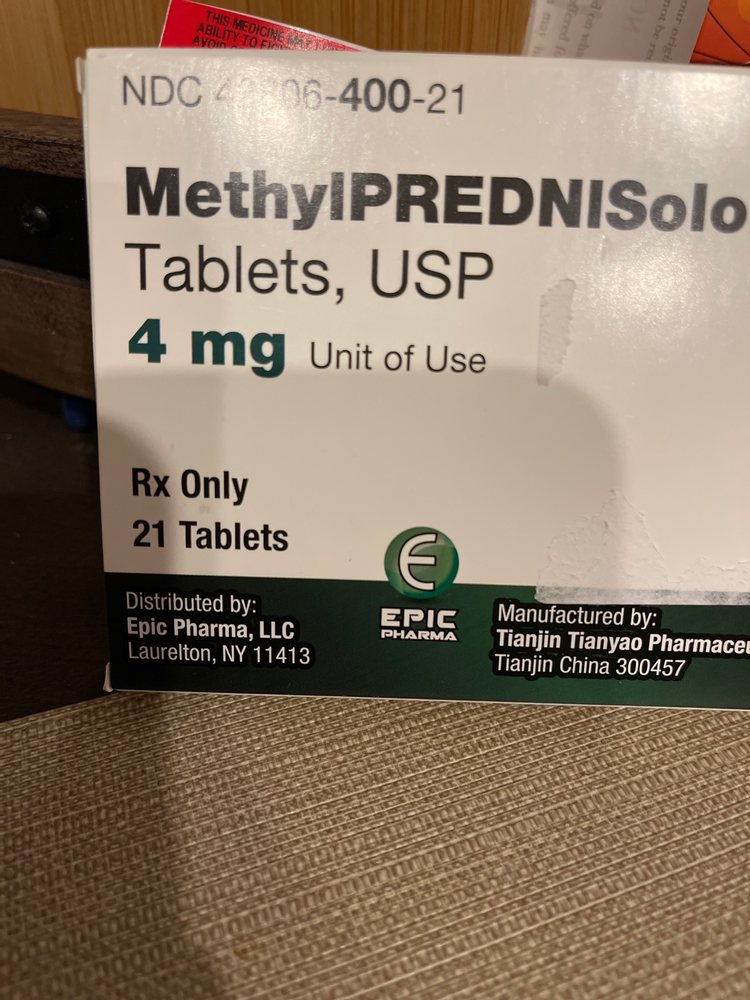 THIS MEDICINE MAY
ABILITY TO
AVOID
NDC 06-400-21
MethylPREDNISolo
Tablets, USP
4 mg Unit of Use
Rx Only
21 Tablets
Distributed by:
Epic Pharma, LLC
Laurelton, NY 11413
E
EPIC
PHARMA
Manufactured by:
Tianjin Tianyao Pharmaceu
Tianjin China 300457